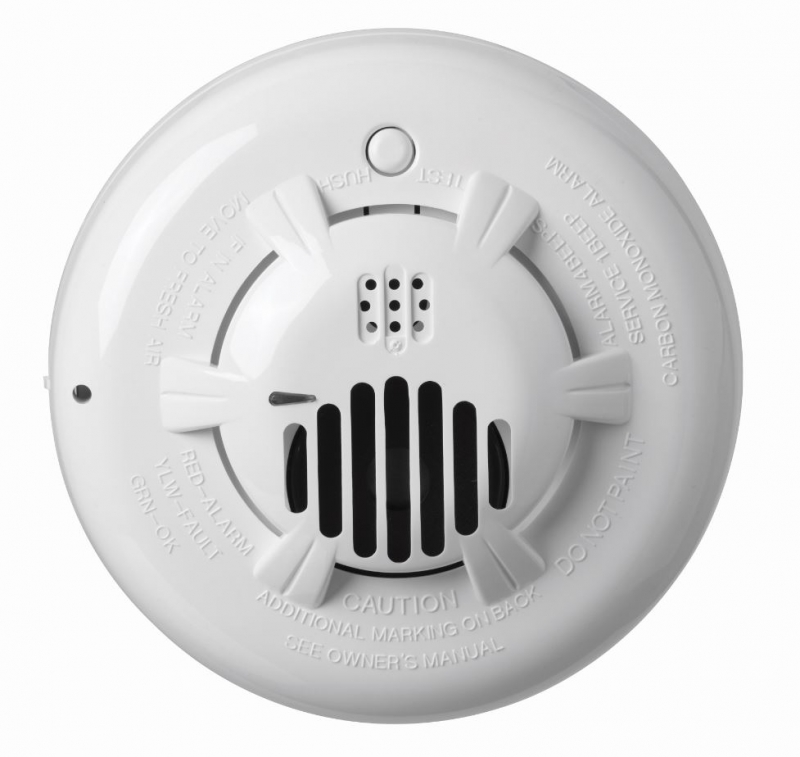 HUSH
TEST
CARBON MONOXIDE ALARM
ALARM 4 BEEPS
SERVICE 1 BEEP
IF IN ALARM
MOVE TO FRESH AIR
RED-ALARM
YLW-FAULT
GRN-OK
DO NOT PAINT
CAUTION
ADDITIONAL MARKING ON BACK
SEE OWNER'S MANUAL